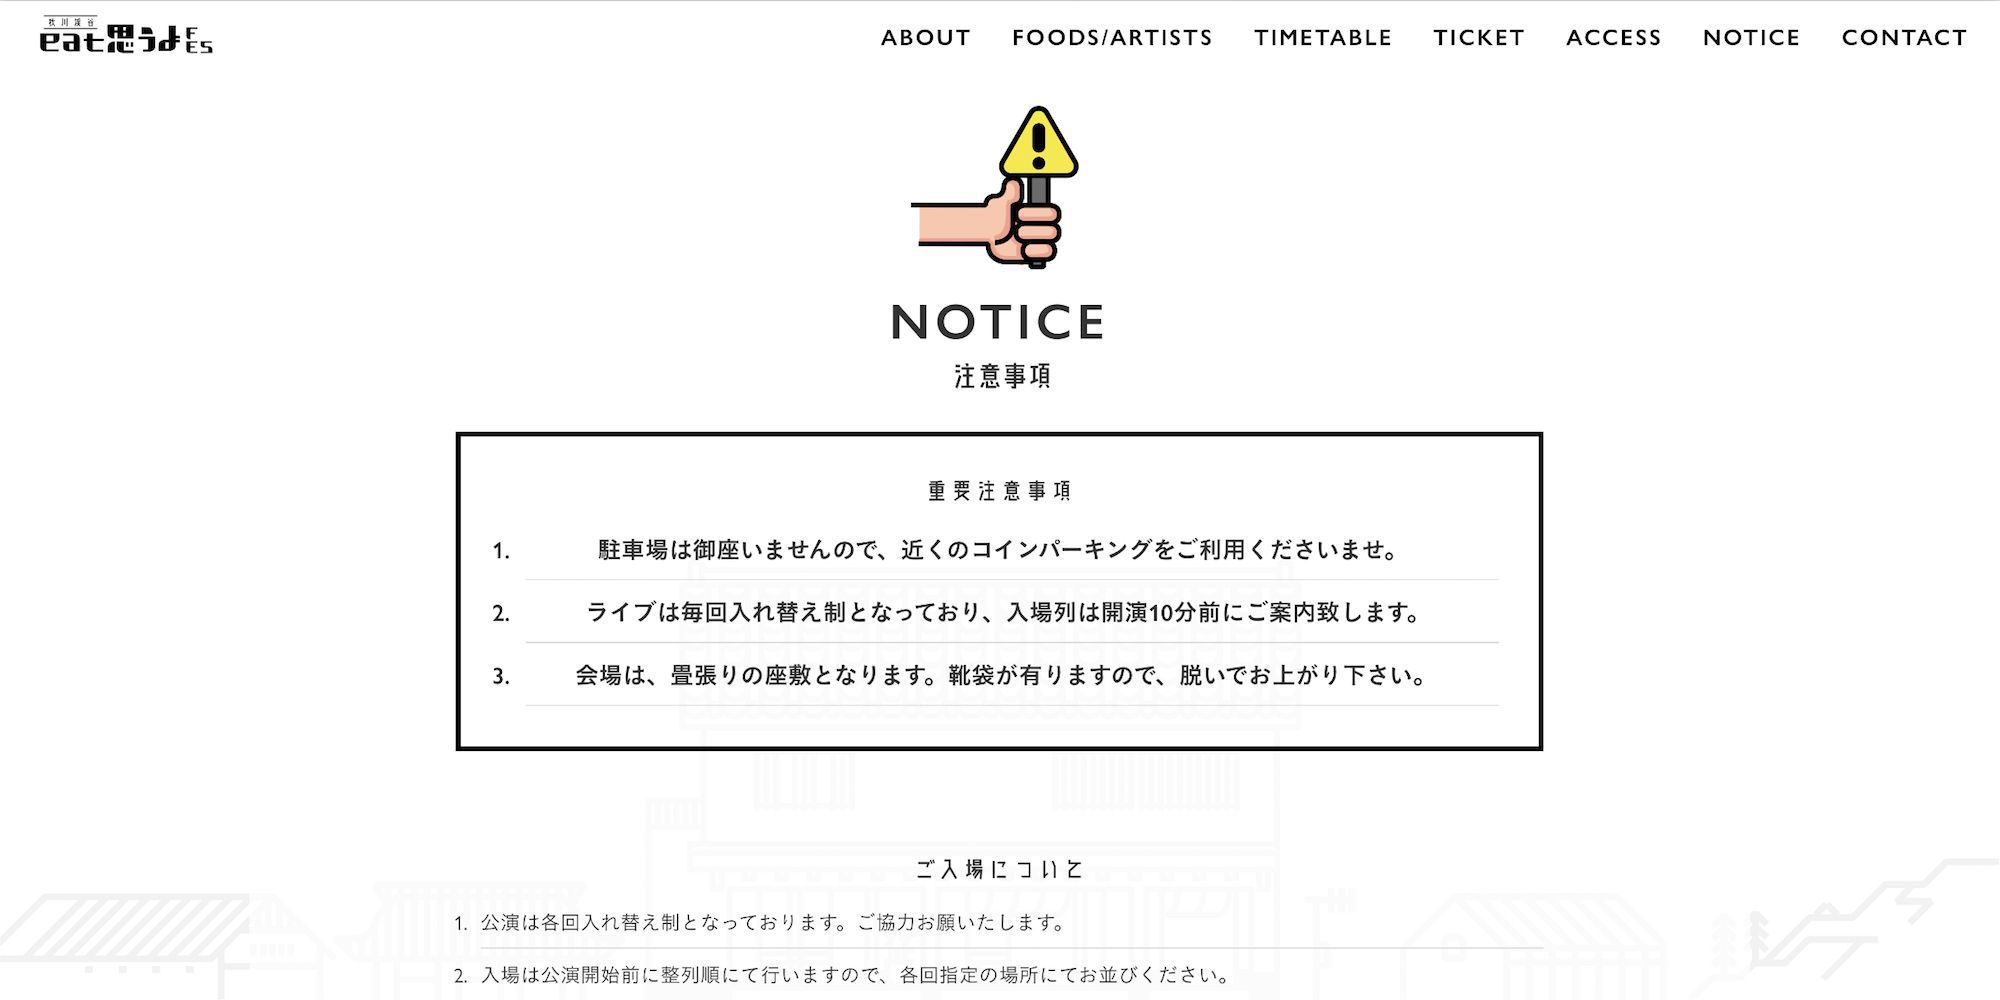 秋川渓谷
eat思うよFES
ABOUT FOODS/ARTISTS TIMETABLE TICKET ACCESS NOTICE CONTACT
NOTICE
注意事項
重要注意事項
1. 駐車場は御座いませんので、近くのコインパーキングをご利用くださいませ。
2. ライブは毎回入れ替え制となっており、入場列は開演10分前にご案内致します。
3. 会場は、畳張りの座敷となります。靴袋が有りますので、脱いでお上がり下さい。
ご入場について
1. 公演は各回入れ替え制となっております。ご協力お願いたします。
2. 入場は公演開始前に整列順にて行いますので、各回指定の場所にてお並びください。